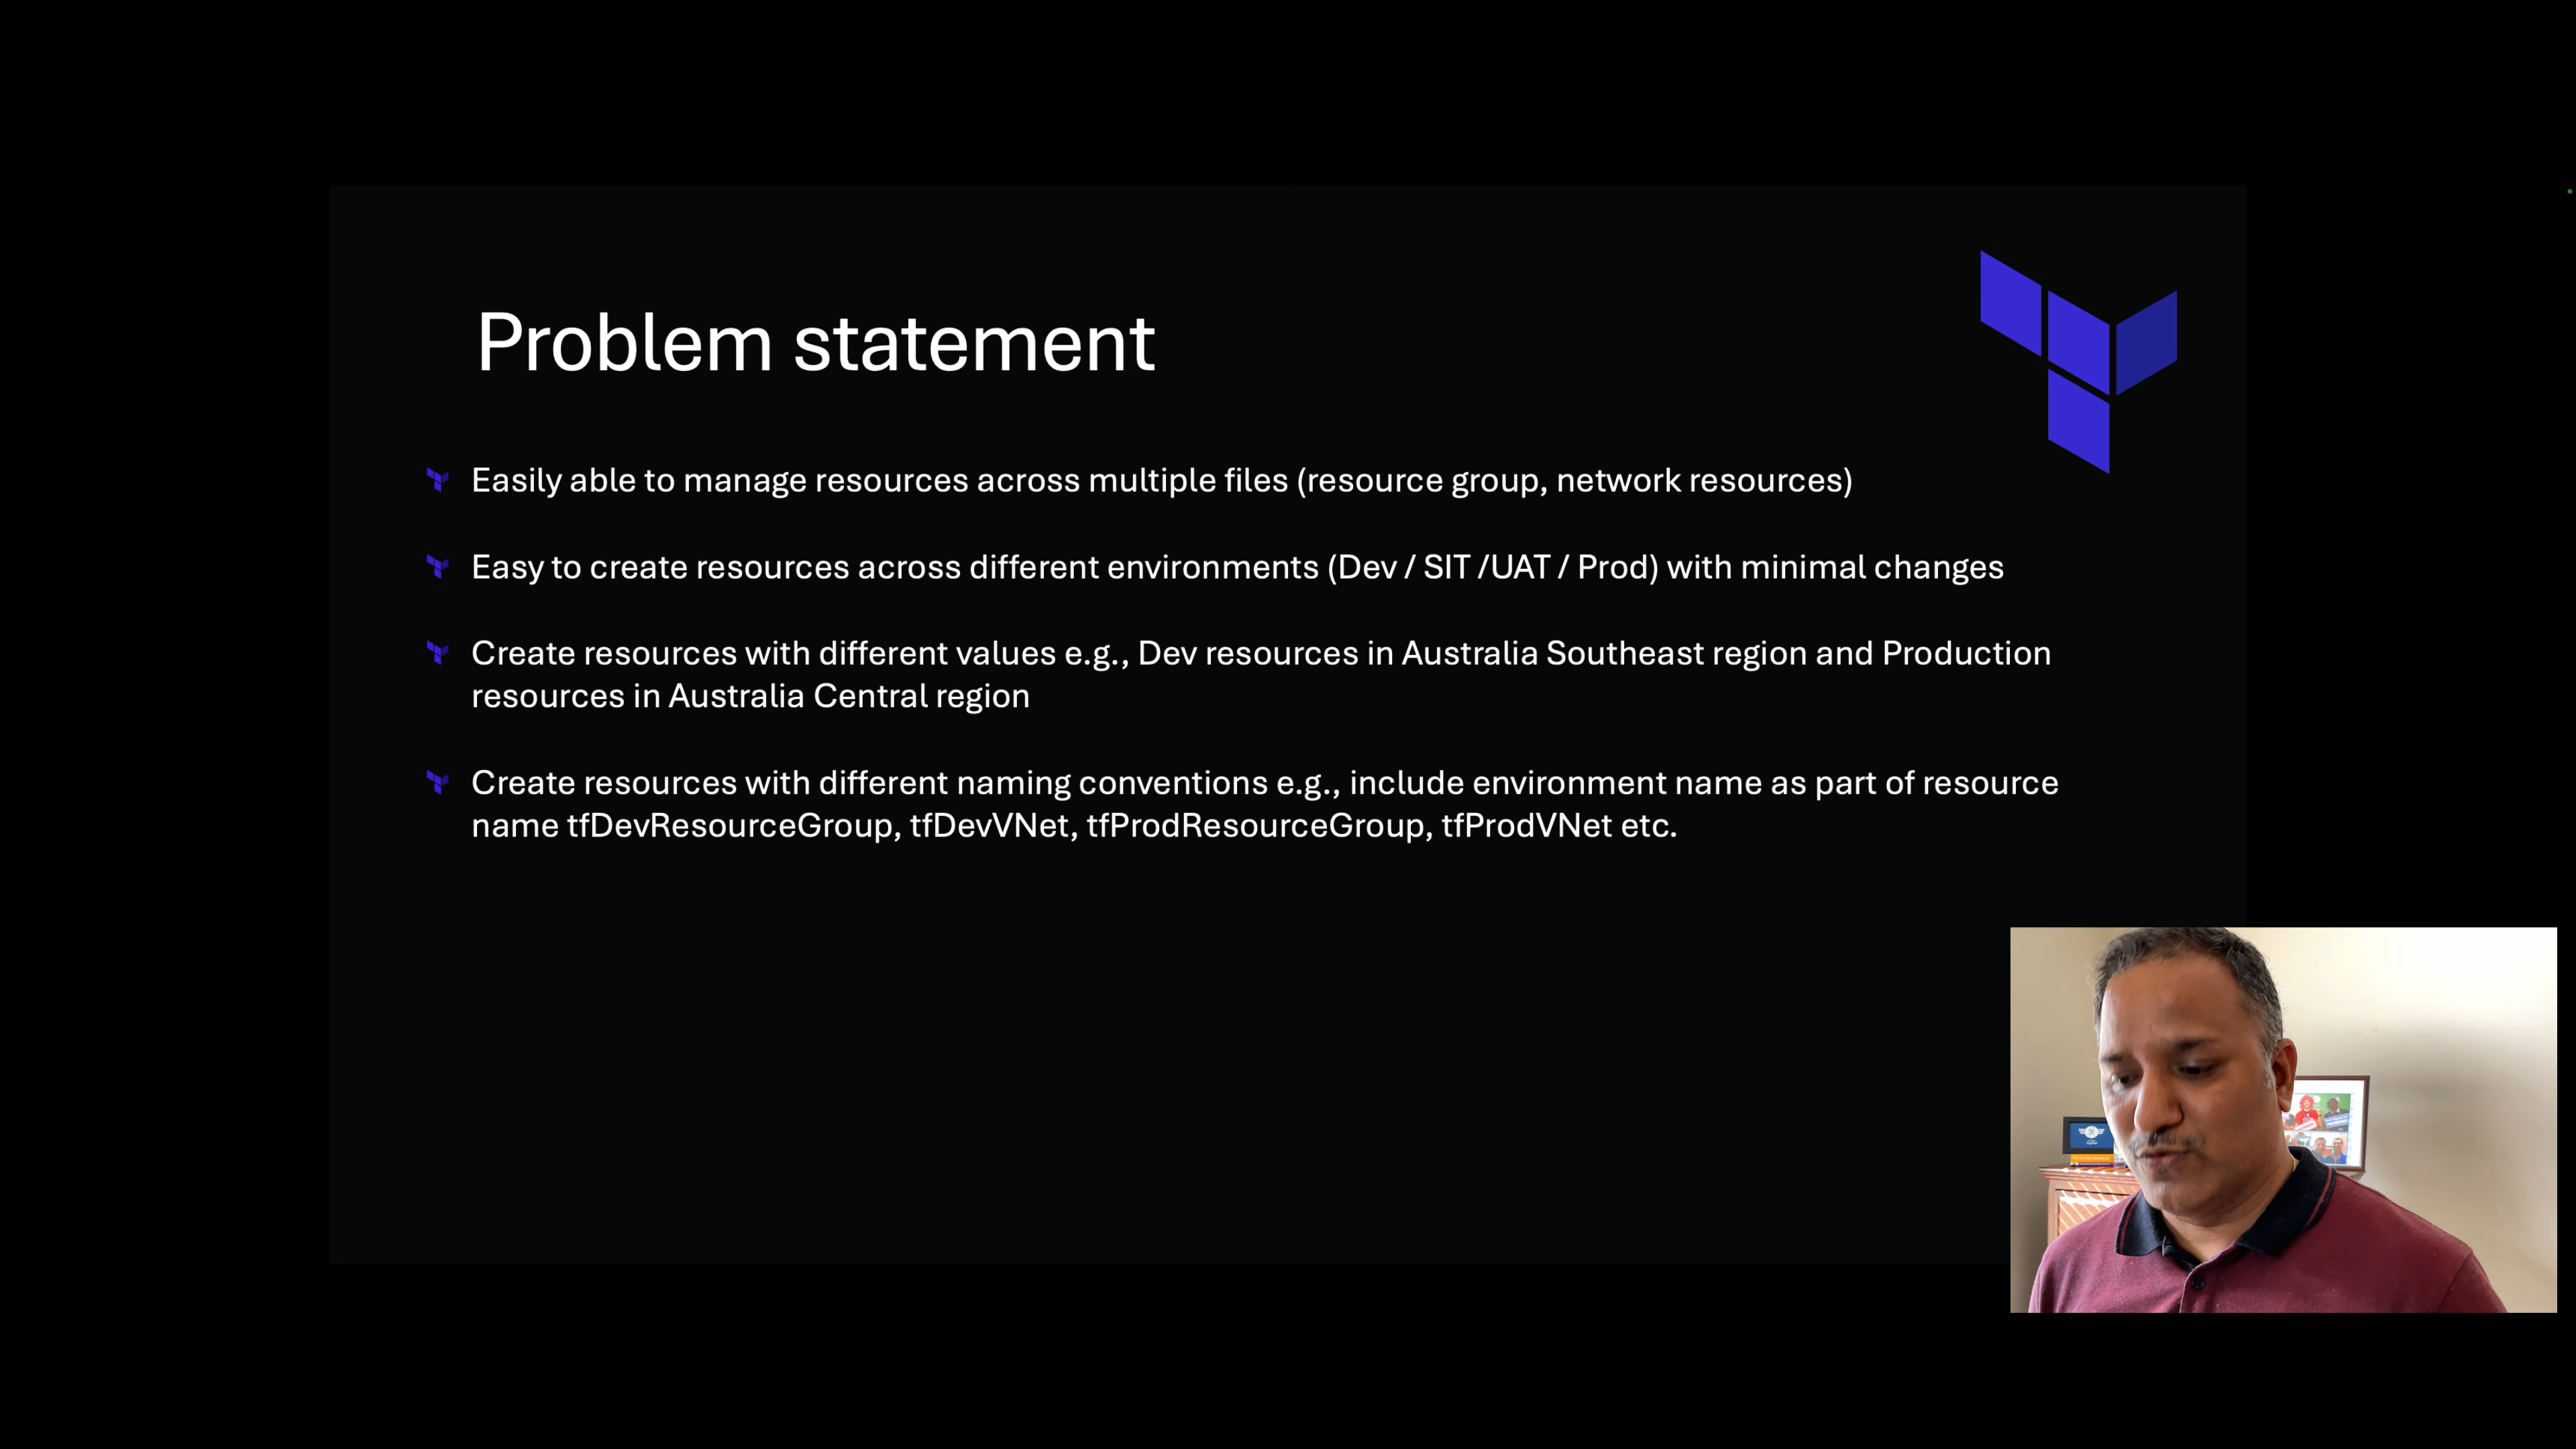 Problem statement
Easily able to manage resources across multiple files (resource group, network resources)
Easy to create resources across different environments (Dev / SIT /UAT / Prod) with minimal changes
Create resources with different values e.g., Dev resources in Australia Southeast region and Production
resources in Australia Central region
Create resources with different naming conventions e.g., include environment name as part of resource
name tfDevResourceGroup, tfDevVNet, tfProdResourceGroup, tfProdVNet etc.